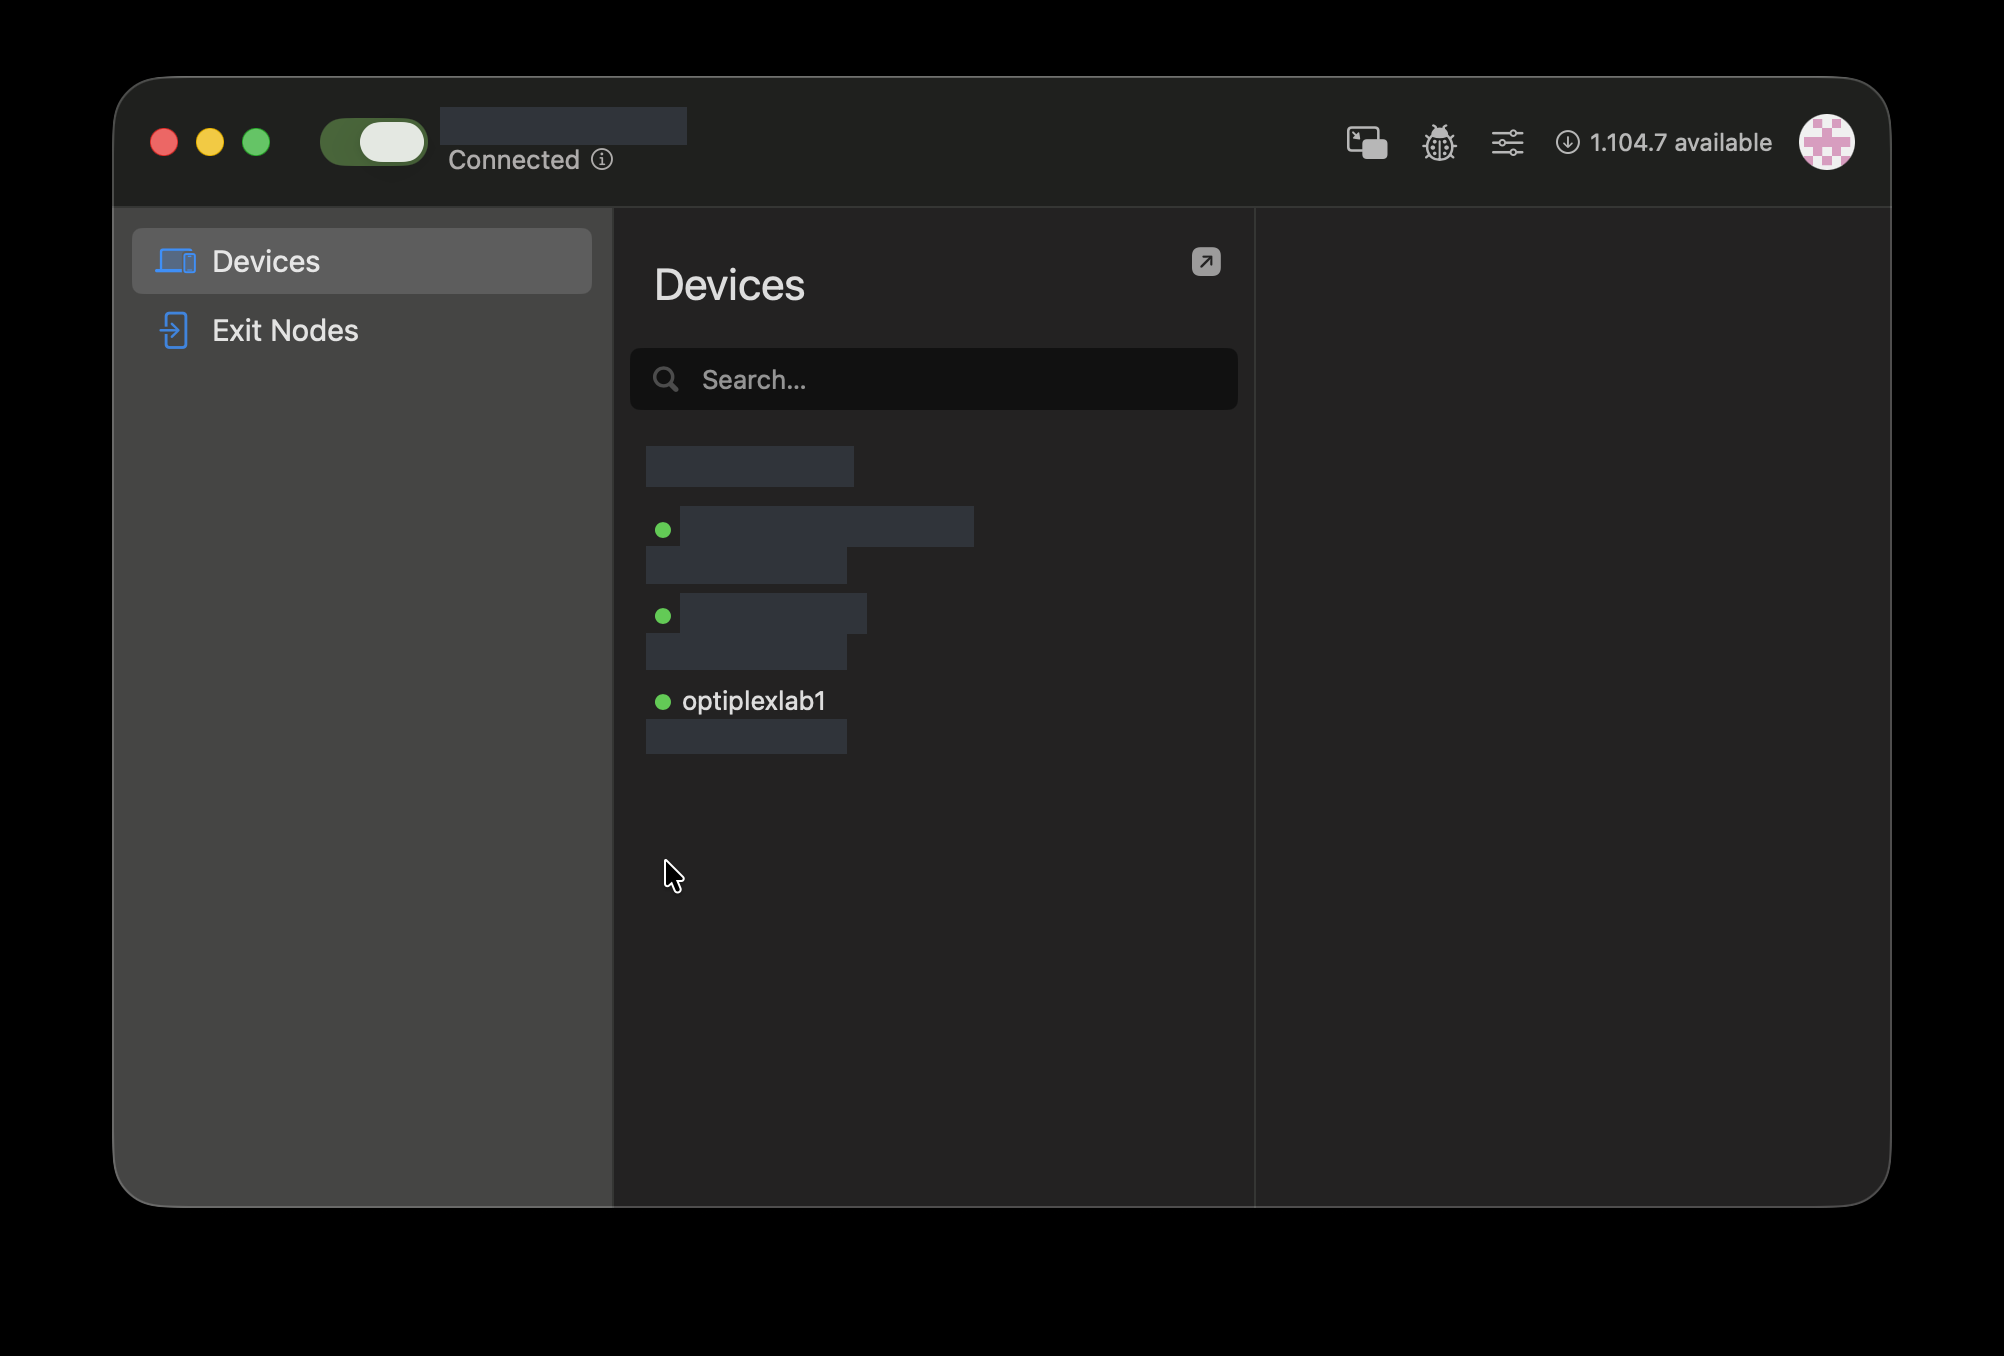 Connected
1.104.7 available
Devices
Exit Nodes
Devices
Search...
optiplexlab1